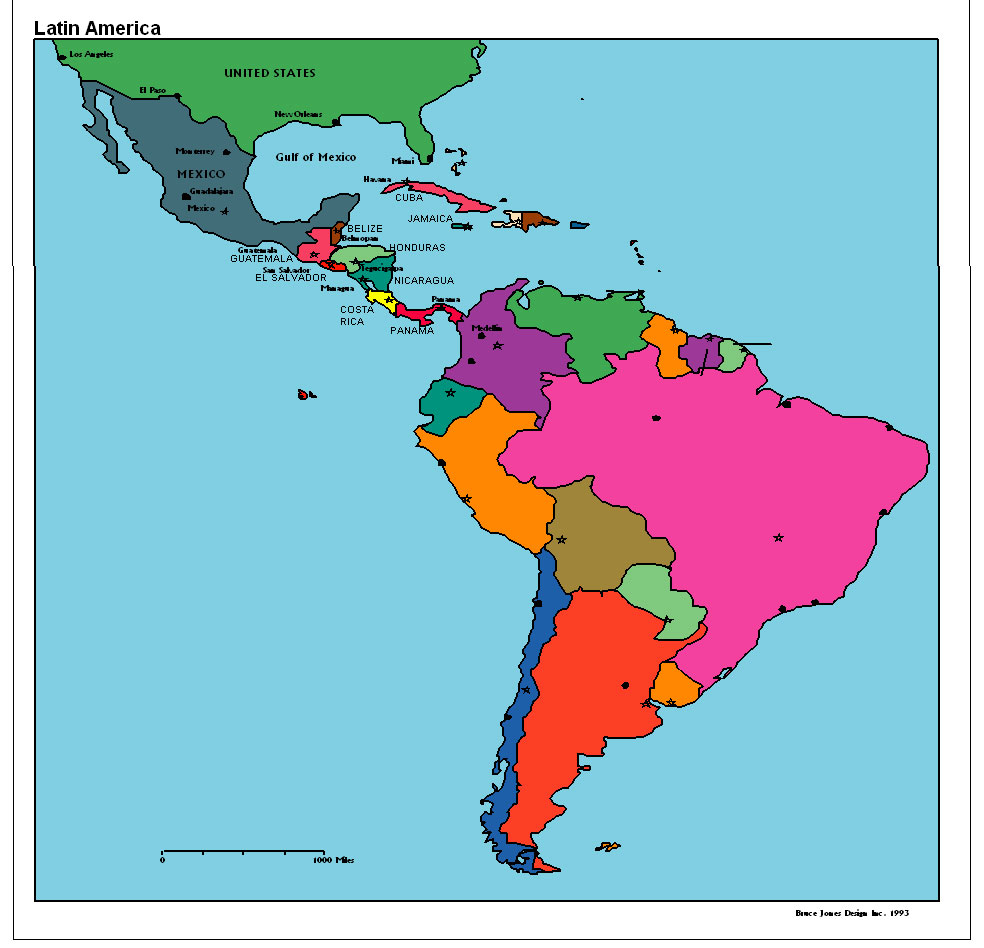 Latin America
Los Angeles
UNITED STATES
El Paso
New Orleans
Monterrey
Gulf of Mexico
Miami
MEXICO
Havana
Guadalajara
CUBA
Mexico
JAMAICA
BELIZE
Belmopan
Guatemala
HONDURAS
GUATEMALA
San Salvador
Tegucigalpa
EL SALVADOR
NICARAGUA
Managua
Panama
COSTA
RICA
PANAMA
Medellin
0
1000 Miles
Bruce Jones Design Inc. 1993